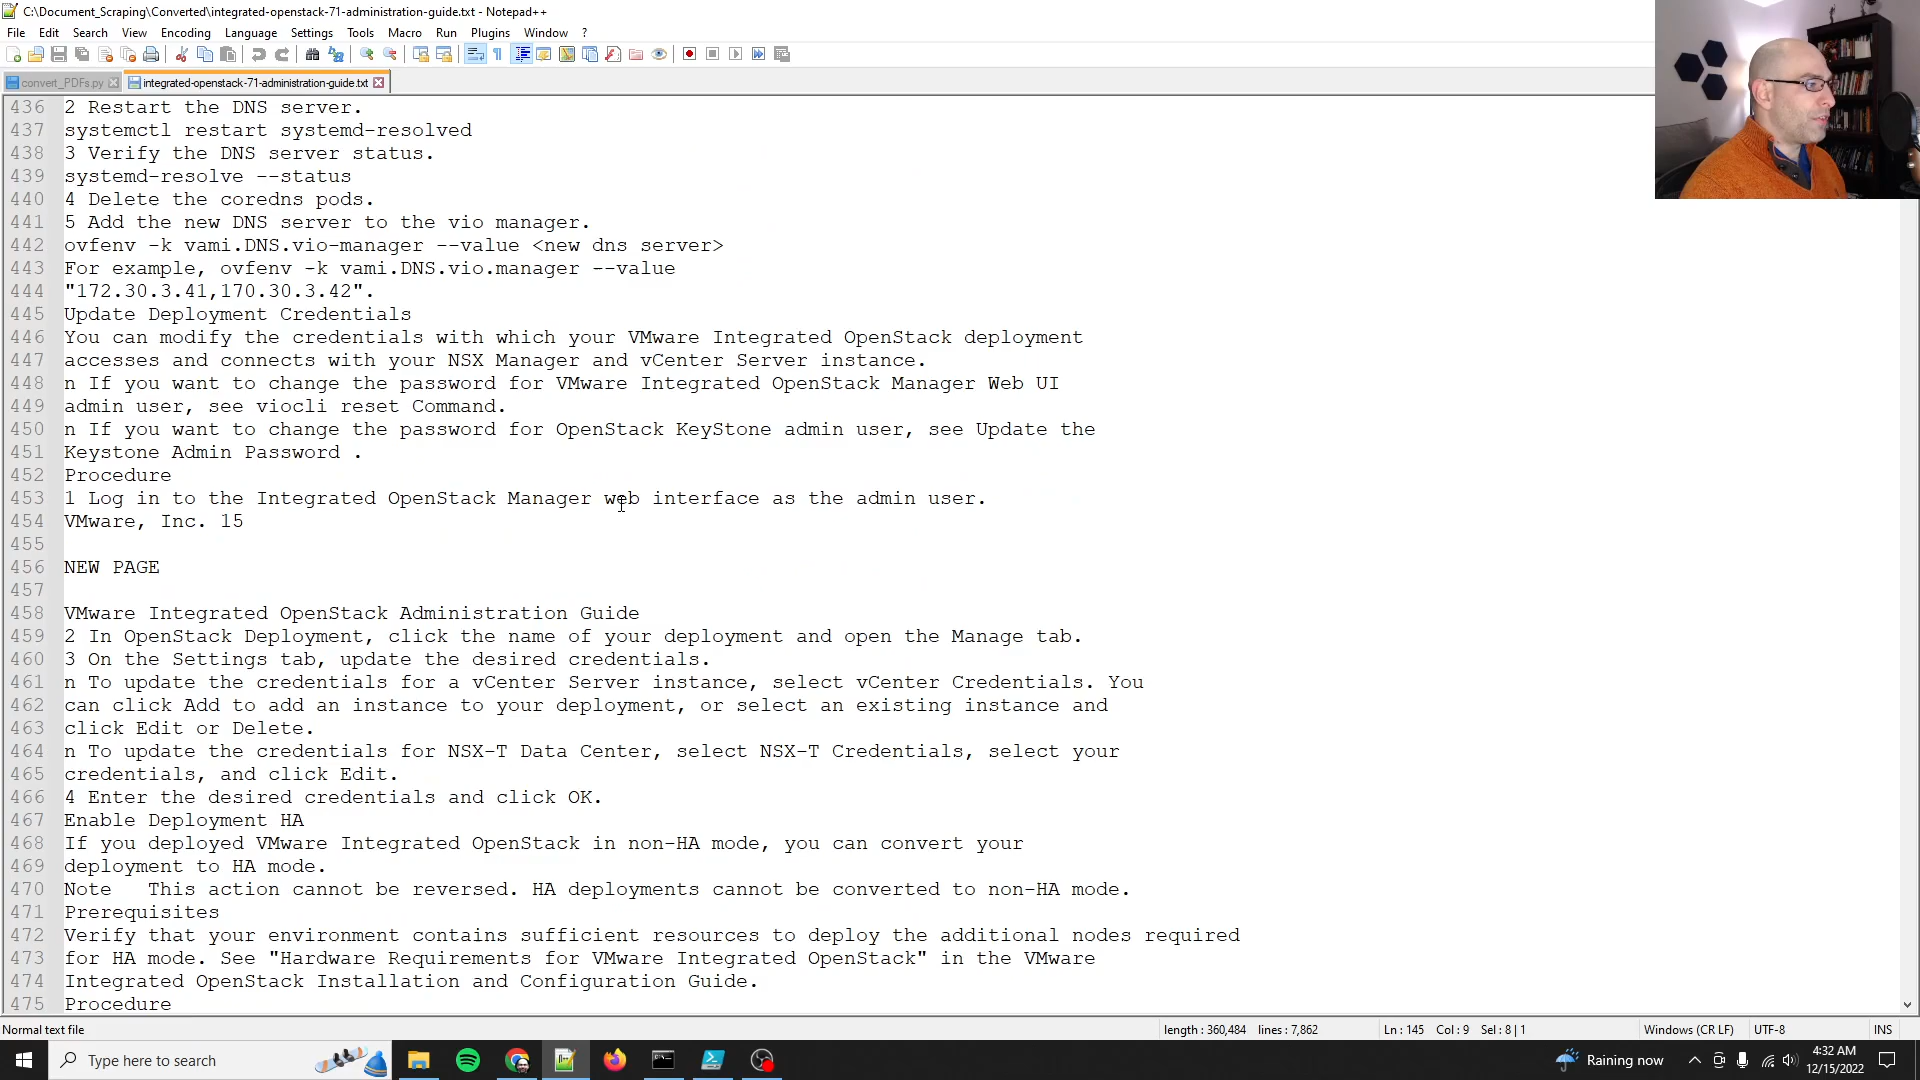 C:\Document_Scraping\Converted\integrated-openstack-71-administration-guide.txt - Notepad++
File Edit Search View Encoding Language Settings Tools Macro Run Plugins Window ?
convert_PDFs.py integrated-openstack-71-administration-guide.txt
436 2 Restart the DNS server.
437 systemctl restart systemd-resolved
438 3 Verify the DNS server status.
439 systemd-resolve --status
440 4 Delete the coredns pods.
441 5 Add the new DNS server to the vio manager.
442 ovfenv -k vami.DNS.vio-manager --value <new dns server>
443 For example, ovfenv -k vami.DNS.vio.manager --value
444 "172.30.3.41,170.30.3.42".
445 Update Deployment Credentials
446 You can modify the credentials with which your VMware Integrated OpenStack deployment
447 accesses and connects with your NSX Manager and vCenter Server instance.
448 n If you want to change the password for VMware Integrated OpenStack Manager Web UI
449 admin user, see viocli reset Command.
450 n If you want to change the password for OpenStack KeyStone admin user, see Update the
451 Keystone Admin Password .
452 Procedure
453 1 Log in to the Integrated OpenStack Manager web interface as the admin user.
454 VMware, Inc. 15
455
456 NEW PAGE
457
458 VMware Integrated OpenStack Administration Guide
459 2 In OpenStack Deployment, click the name of your deployment and open the Manage tab.
460 3 On the Settings tab, update the desired credentials.
461 n To update the credentials for a vCenter Server instance, select vCenter Credentials. You
462 can click Add to add an instance to your deployment, or select an existing instance and
463 click Edit or Delete.
464 n To update the credentials for NSX-T Data Center, select NSX-T Credentials, select your
465 credentials, and click Edit.
466 4 Enter the desired credentials and click OK.
467 Enable Deployment HA
468 If you deployed VMware Integrated OpenStack in non-HA mode, you can convert your
469 deployment to HA mode.
470 Note   This action cannot be reversed. HA deployments cannot be converted to non-HA mode.
471 Prerequisites
472 Verify that your environment contains sufficient resources to deploy the additional nodes required
473 for HA mode. See "Hardware Requirements for VMware Integrated OpenStack" in the VMware
474 Integrated OpenStack Installation and Configuration Guide.
475 Procedure
Normal text file length : 360,484 lines : 7,862 Ln : 145 Col : 9 Sel : 8 | 1 Windows (CR LF) UTF-8 INS
Type here to search Raining now 4:32 AM
12/15/2022